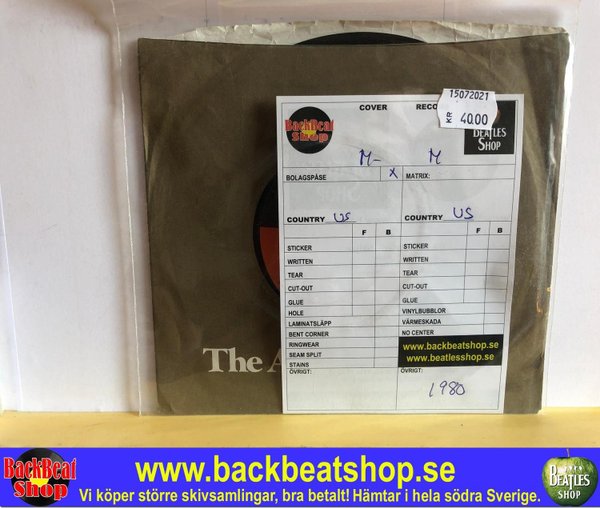 15072021
KR 40.00
COVER RECO
BackBeat Shop
BEATLES SHOP
M- M
BOLAGSPÅSE X MATRIX:
COUNTRY US COUNTRY US
F B F B
STICKER STICKER
WRITTEN WRITTEN
TEAR TEAR
CUT-OUT CUT-OUT
GLUE GLUE
HOLE VINYLBUBBLOR
LAMINATSLÄPP VÄRMESKADA
BENT CORNER NO CENTER
RINGWEAR
SEAM SPLIT
STAINS
www.backbeatshop.se
www.beatlesshop.se
ÖVRIGT: ÖVRIGT:
1980
The A
BackBeat Shop
www.backbeatshop.se
Vi köper större skivsamlingar, bra betalt! Hämtar i hela södra Sverige.
BEATLES SHOP